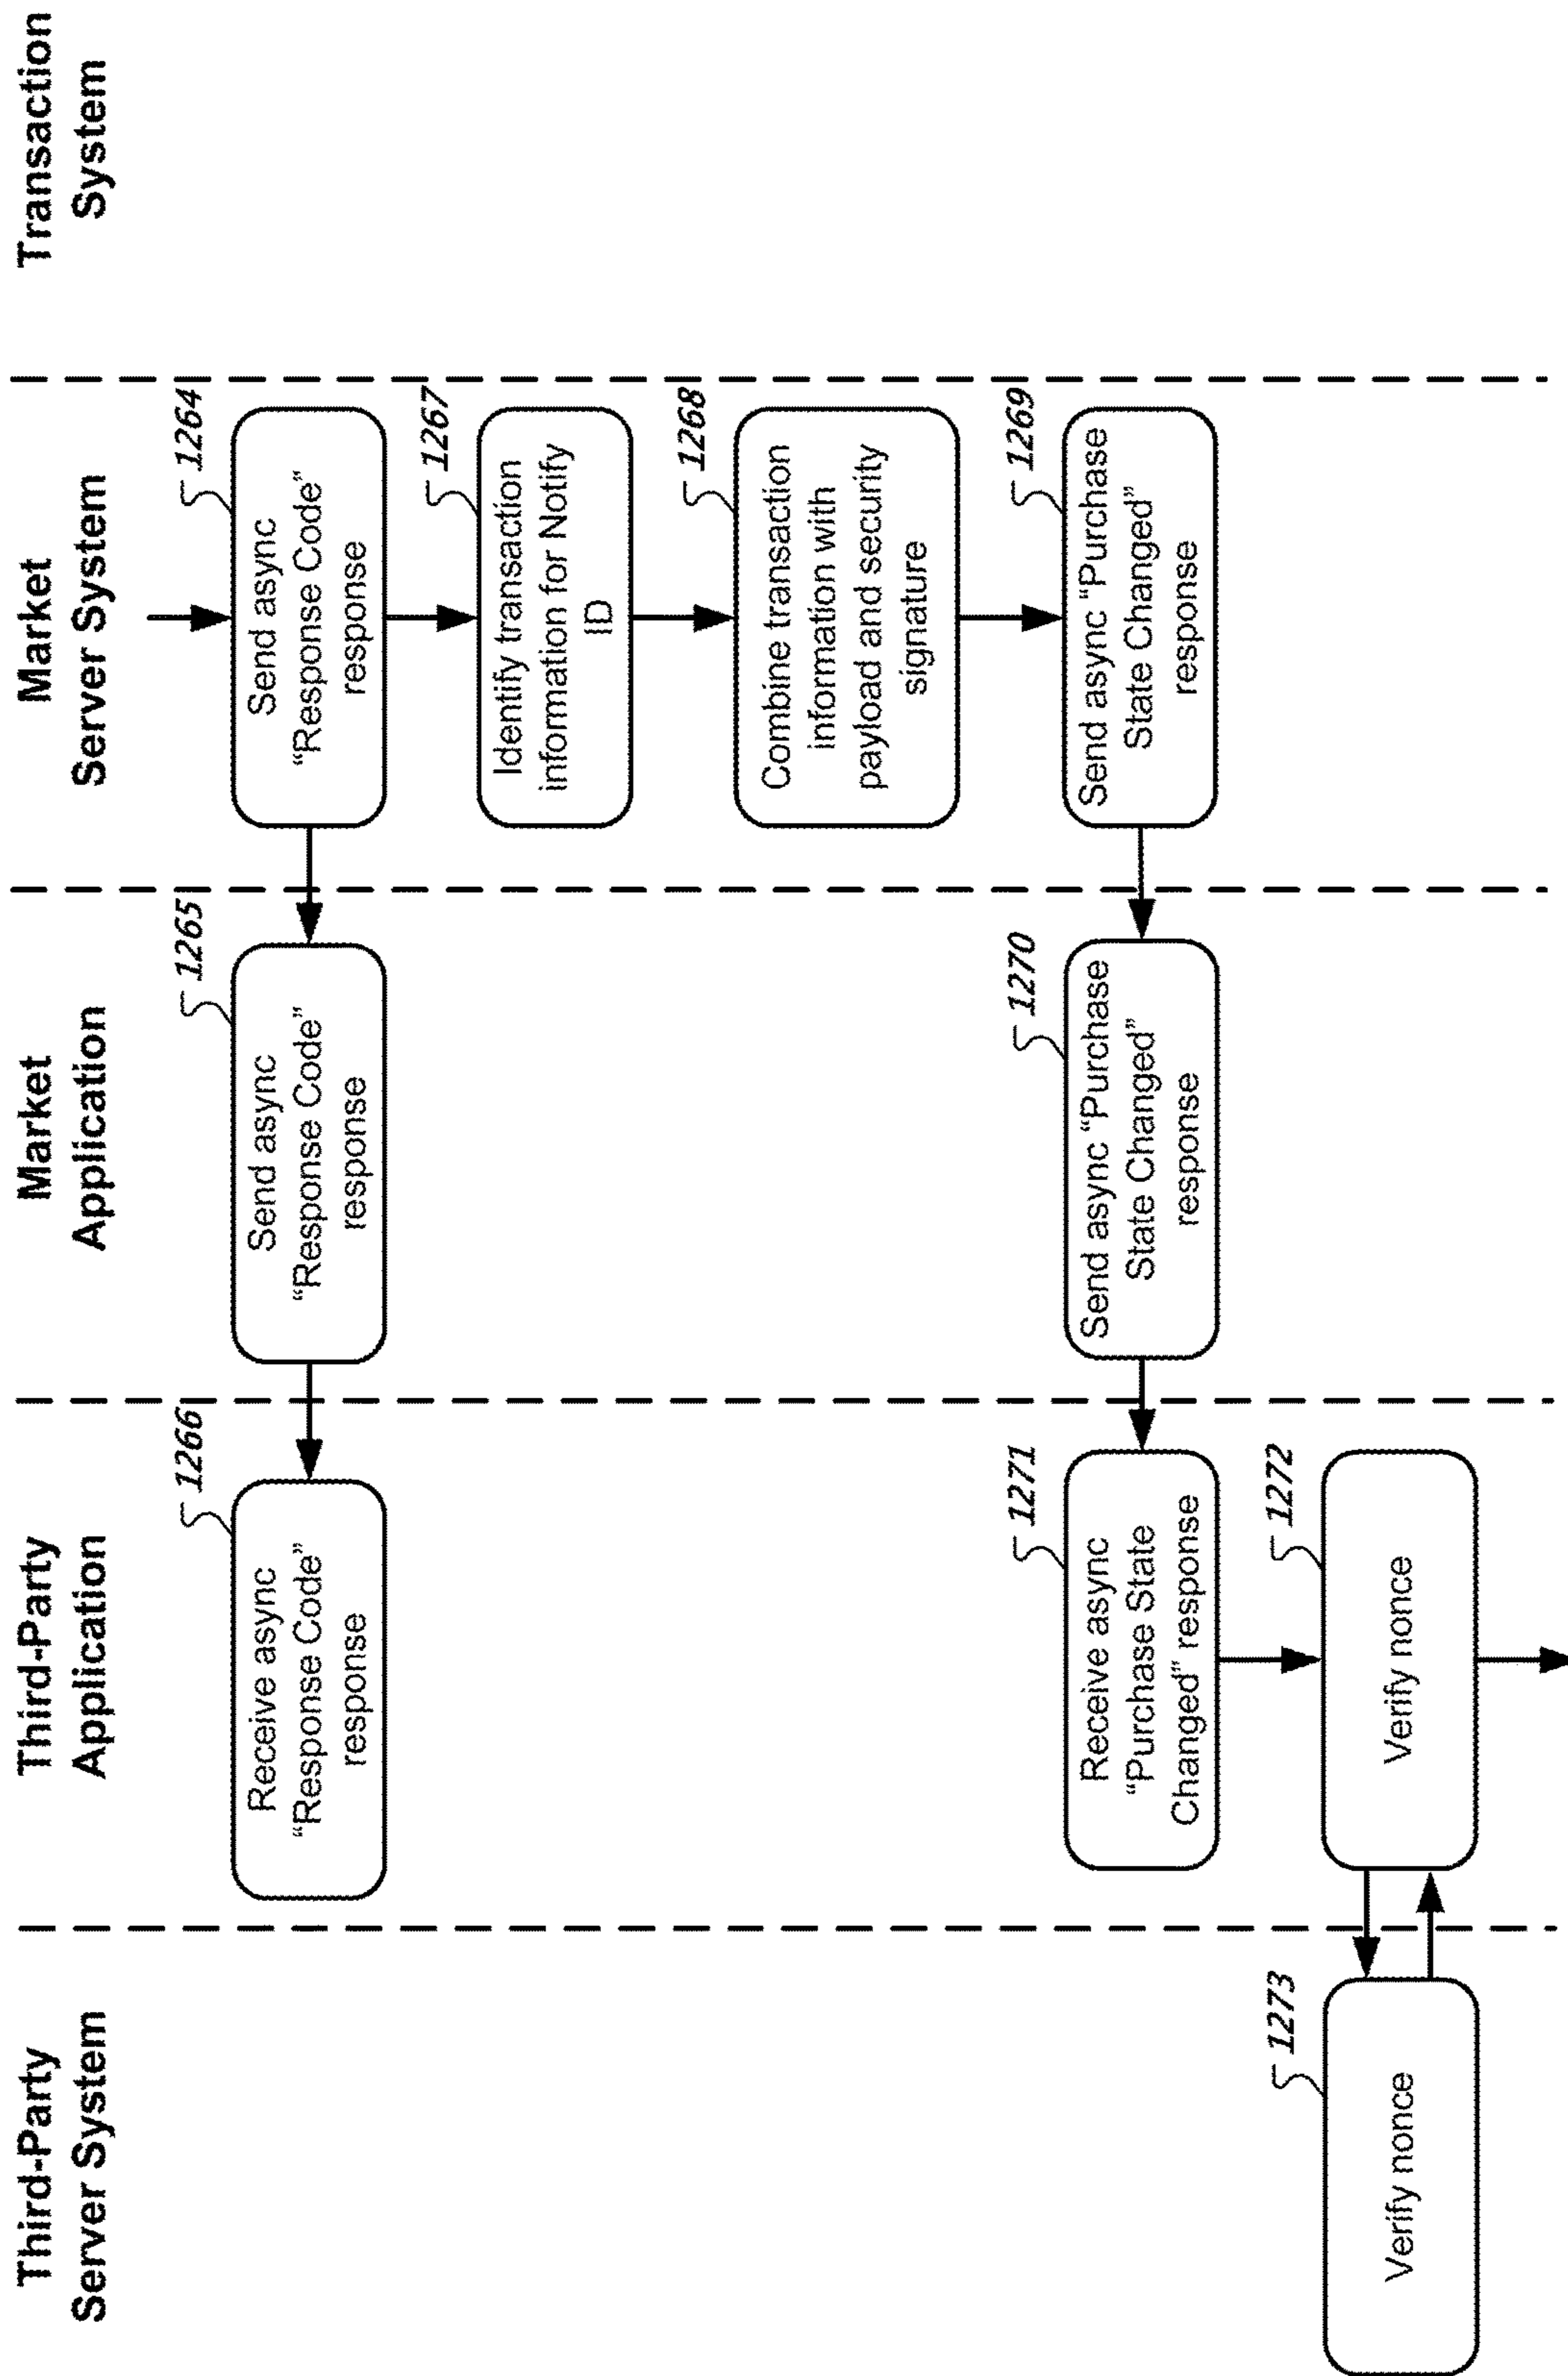 Third-Party
Server System
Third-Party
Application
Market
Application
Market
Server System
Transaction
System
1266
Receive async
“Response Code”
response
1265
Send async
“Response Code”
response
1264
Send async
“Response Code”
response
1267
Identify transaction
information for Notify
ID
1268
Combine transaction
information with
payload and security
signature
1271
Receive async
“Purchase State
Changed” response
1270
Send async “Purchase
State Changed”
response
1269
Send async “Purchase
State Changed”
response
1273
Verify nonce
1272
Verify nonce